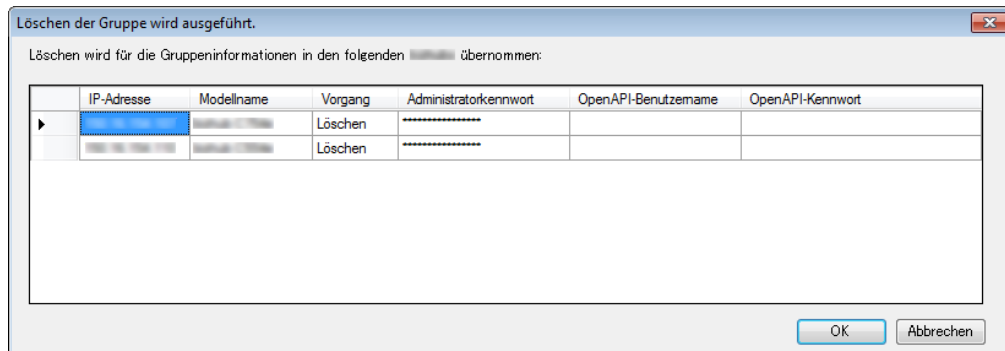 Löschen der Gruppe wird ausgeführt.
Löschen wird für die Gruppeninformationen in den folgenden übernommen:
IP-Adresse Modellname Vorgang Administratorkennwort OpenAPI-Benutzername OpenAPI-Kennwort
Löschen ****************
Löschen ****************
OK Abbrechen